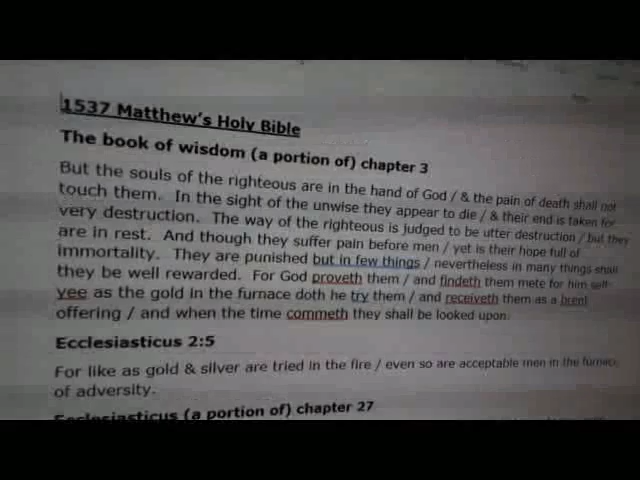 1537 Matthew's Holy Bible
The book of wisdom (a portion of) chapter 3
But the souls of the righteous are in the hand of God / & the pain of death shall not
touch them. In the sight of the unwise they appear to die / & their end is taken for
very destruction. The way of the righteous is judged to be utter destruction / but they
are in rest. And though they suffer pain before men / yet is their hope full of
immortality. They are punished but in few things / nevertheless in many things shall
they be well rewarded. For God proveth them / and findeth them mete for him self:
yee as the gold in the furnace doth he try them / and receiveth them as a brent
offering / and when the time commeth they shall be looked upon.
Ecclesiasticus 2:5
For like as gold & silver are tried in the fire / even so are acceptable men in the furnace
of adversity.
Ecclesiasticus (a portion of) chapter 27